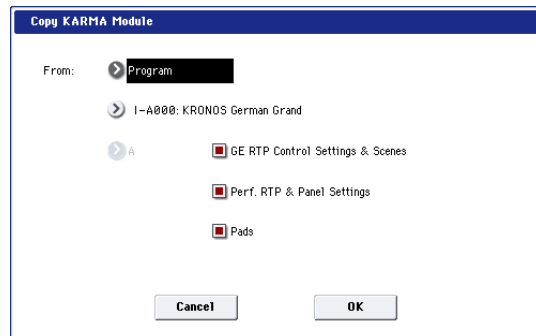 Copy KARMA Module
From: Program
I-A000: KRONOS German Grand
A GE RTP Control Settings & Scenes
Perf. RTP & Panel Settings
Pads
Cancel OK